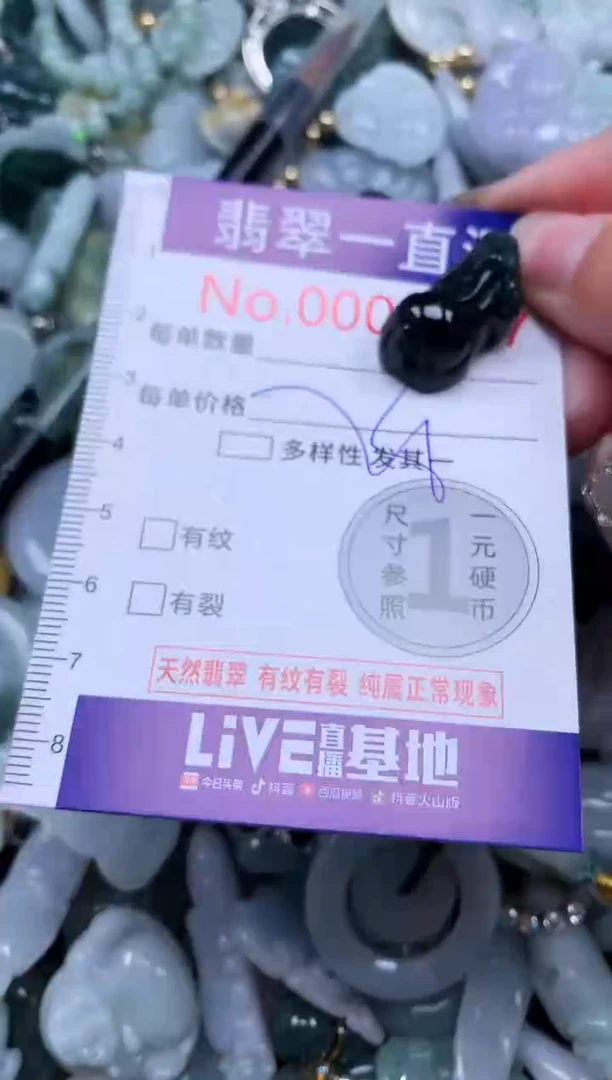 翡翠一直
No.000
每单数量
每单价格
多样性 发其一
有纹
有裂
尺寸参照
1
一元硬币
天然翡翠 有纹有裂 纯属正常现象
LiVE直播基地
今日头条 抖音 西瓜视频 抖音火山版
1
2
3
4
5
6
7
8